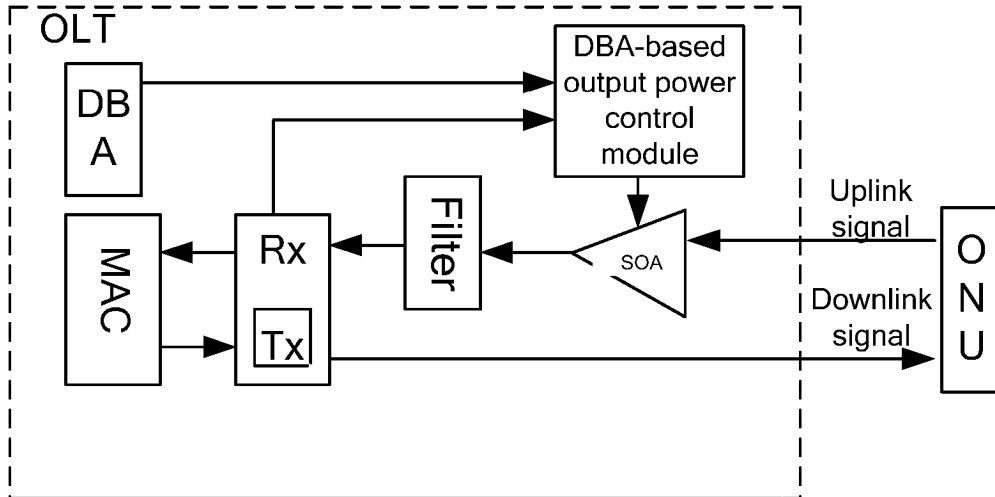 OLT
DB
A
DBA-based
output power
control
module
Uplink
signal
Filter
SOA
MAC
Rx
Tx
Downlink
signal
O
N
U